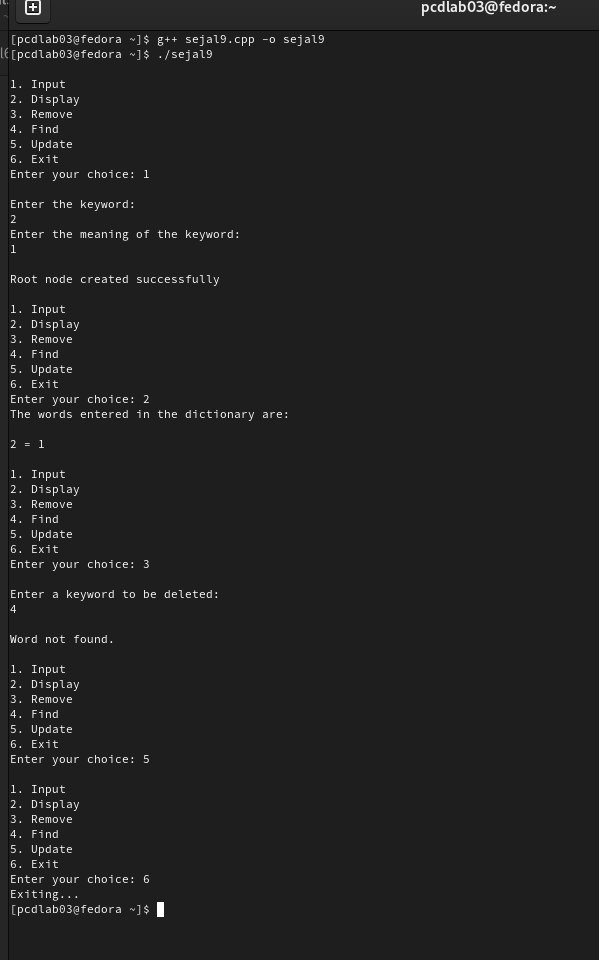 pcdlab03@fedora:~
[pcdlab03@fedora ~]$ g++ sejal9.cpp -o sejal9
[pcdlab03@fedora ~]$ ./sejal9

1. Input
2. Display
3. Remove
4. Find
5. Update
6. Exit
Enter your choice: 1

Enter the keyword:
2
Enter the meaning of the keyword:
1

Root node created successfully

1. Input
2. Display
3. Remove
4. Find
5. Update
6. Exit
Enter your choice: 2
The words entered in the dictionary are:

2 = 1

1. Input
2. Display
3. Remove
4. Find
5. Update
6. Exit
Enter your choice: 3

Enter a keyword to be deleted:
4

Word not found.

1. Input
2. Display
3. Remove
4. Find
5. Update
6. Exit
Enter your choice: 5

1. Input
2. Display
3. Remove
4. Find
5. Update
6. Exit
Enter your choice: 6
Exiting...
[pcdlab03@fedora ~]$